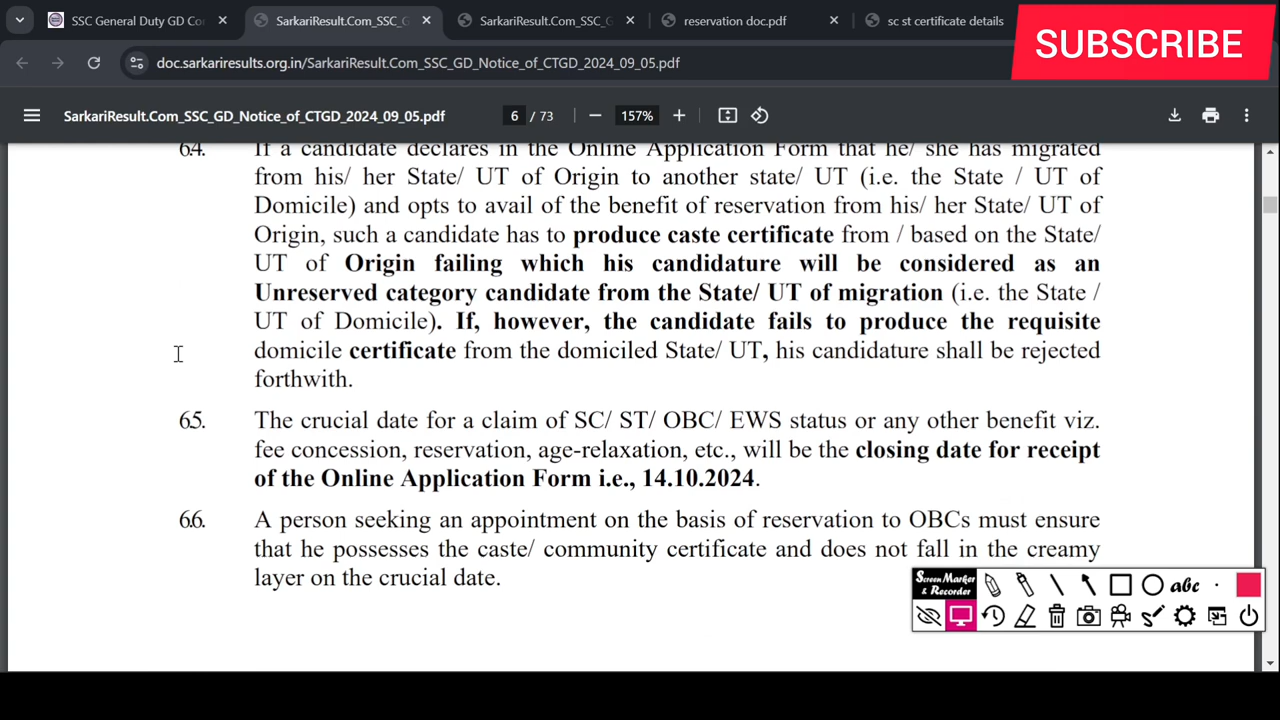 SSC General Duty GD Co
SarkariResult.Com_SSC_G
SarkariResult.Com_SSC_G
reservation doc.pdf
sc st certificate details
SUBSCRIBE
doc.sarkariresults.org.in/SarkariResult.Com_SSC_GD_Notice_of_CTGD_2024_09_05.pdf
SarkariResult.Com_SSC_GD_Notice_of_CTGD_2024_09_05.pdf
6 / 73
157%
6.4. If a candidate declares in the Online Application Form that he/ she has migrated
from his/ her State/ UT of Origin to another state/ UT (i.e. the State / UT of
Domicile) and opts to avail of the benefit of reservation from his/ her State/ UT of
Origin, such a candidate has to produce caste certificate from / based on the State/
UT of Origin failing which his candidature will be considered as an
Unreserved category candidate from the State/ UT of migration (i.e. the State /
UT of Domicile). If, however, the candidate fails to produce the requisite
domicile certificate from the domiciled State/ UT, his candidature shall be rejected
forthwith.
6.5. The crucial date for a claim of SC/ ST/ OBC/ EWS status or any other benefit viz.
fee concession, reservation, age-relaxation, etc., will be the closing date for receipt
of the Online Application Form i.e., 14.10.2024.
6.6. A person seeking an appointment on the basis of reservation to OBCs must ensure
that he possesses the caste/ community certificate and does not fall in the creamy
layer on the crucial date.
Screen Marker
& Recorder
abc